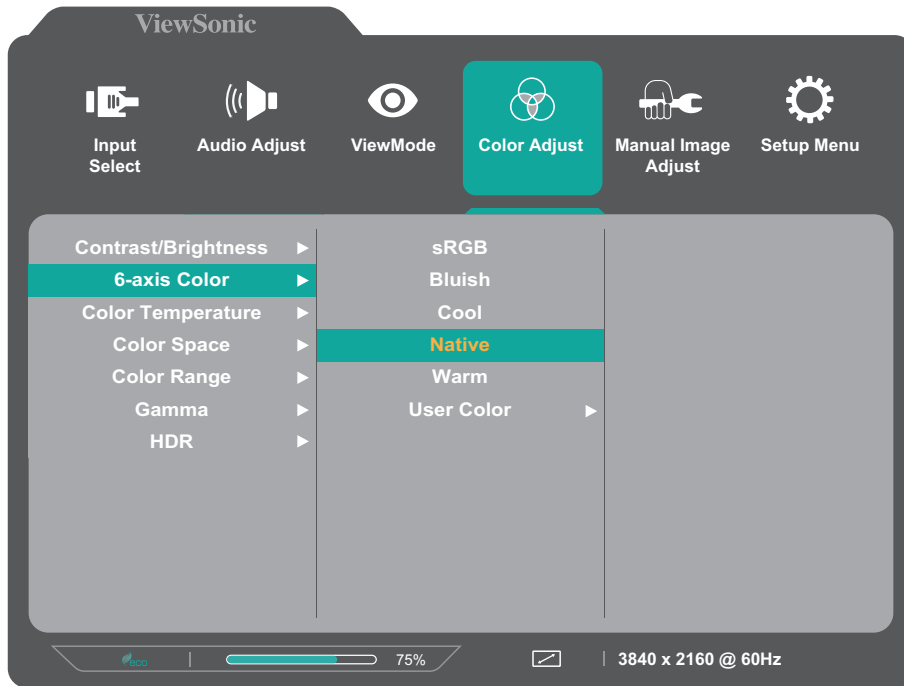 ViewSonic
Input
Select
Audio Adjust
ViewMode
Color Adjust
Manual Image
Adjust
Setup Menu
Contrast/Brightness
6-axis Color
Color Temperature
Color Space
Color Range
Gamma
HDR
sRGB
Bluish
Cool
Native
Warm
User Color
eco
75%
3840 x 2160 @ 60Hz